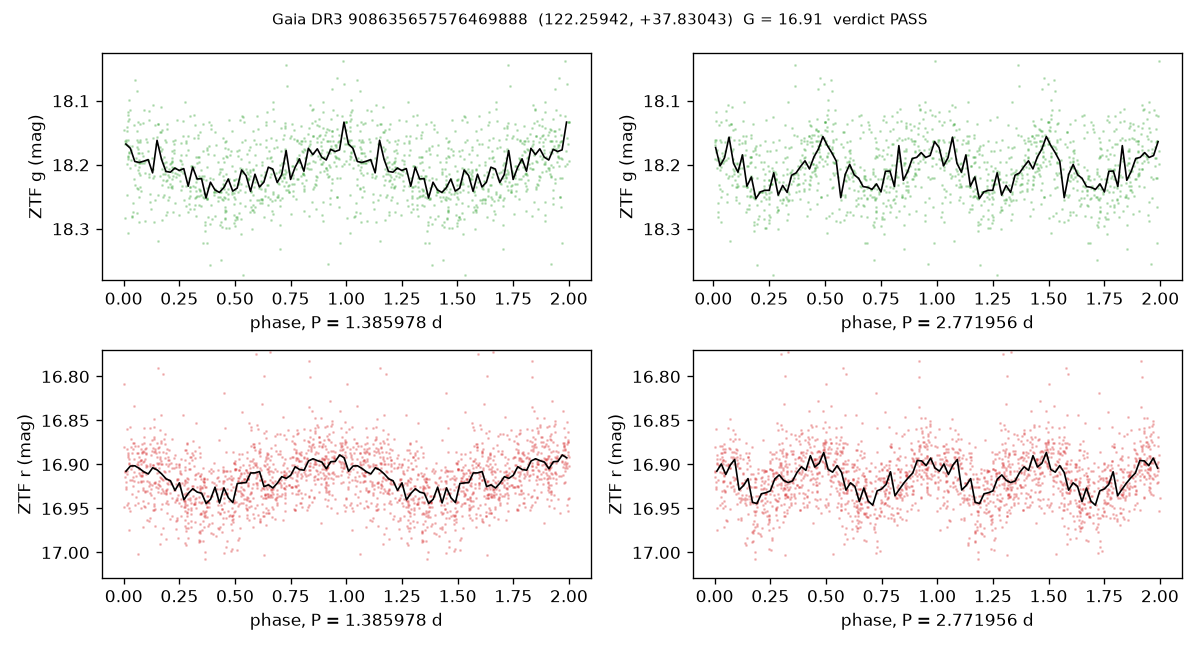 Gaia DR3 908635657576469888  (122.25942, +37.83043)  G = 16.91  verdict PASS
ZTF g (mag)
18.1
18.2
18.3
0.00 0.25 0.50 0.75 1.00 1.25 1.50 1.75 2.00
phase, P = 1.385978 d
ZTF g (mag)
18.1
18.2
18.3
0.00 0.25 0.50 0.75 1.00 1.25 1.50 1.75 2.00
phase, P = 2.771956 d
ZTF r (mag)
16.80
16.85
16.90
16.95
17.00
0.00 0.25 0.50 0.75 1.00 1.25 1.50 1.75 2.00
phase, P = 1.385978 d
ZTF r (mag)
16.80
16.85
16.90
16.95
17.00
0.00 0.25 0.50 0.75 1.00 1.25 1.50 1.75 2.00
phase, P = 2.771956 d